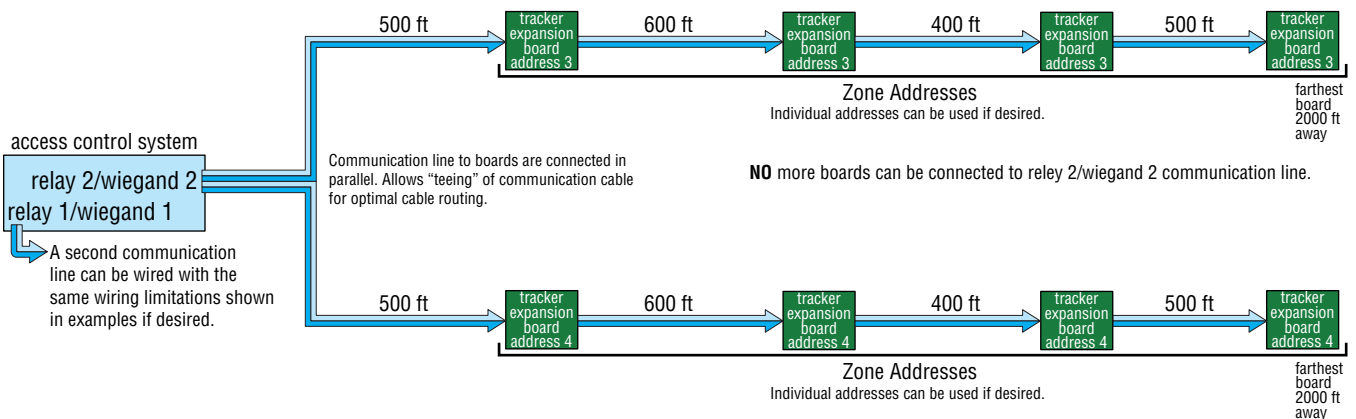 500 ft
tracker
expansion
board
address 3
600 ft
tracker
expansion
board
address 3
400 ft
tracker
expansion
board
address 3
500 ft
tracker
expansion
board
address 3
Zone Addresses
Individual addresses can be used if desired.
farthest
board
2000 ft
away
access control system
relay 2/wiegand 2
relay 1/wiegand 1
Communication line to boards are connected in
parallel. Allows “teeing” of communication cable
for optimal cable routing.
NO more boards can be connected to reley 2/wiegand 2 communication line.
A second communication
line can be wired with the
same wiring limitations shown
in examples if desired.
500 ft
tracker
expansion
board
address 4
600 ft
tracker
expansion
board
address 4
400 ft
tracker
expansion
board
address 4
500 ft
tracker
expansion
board
address 4
Zone Addresses
Individual addresses can be used if desired.
farthest
board
2000 ft
away